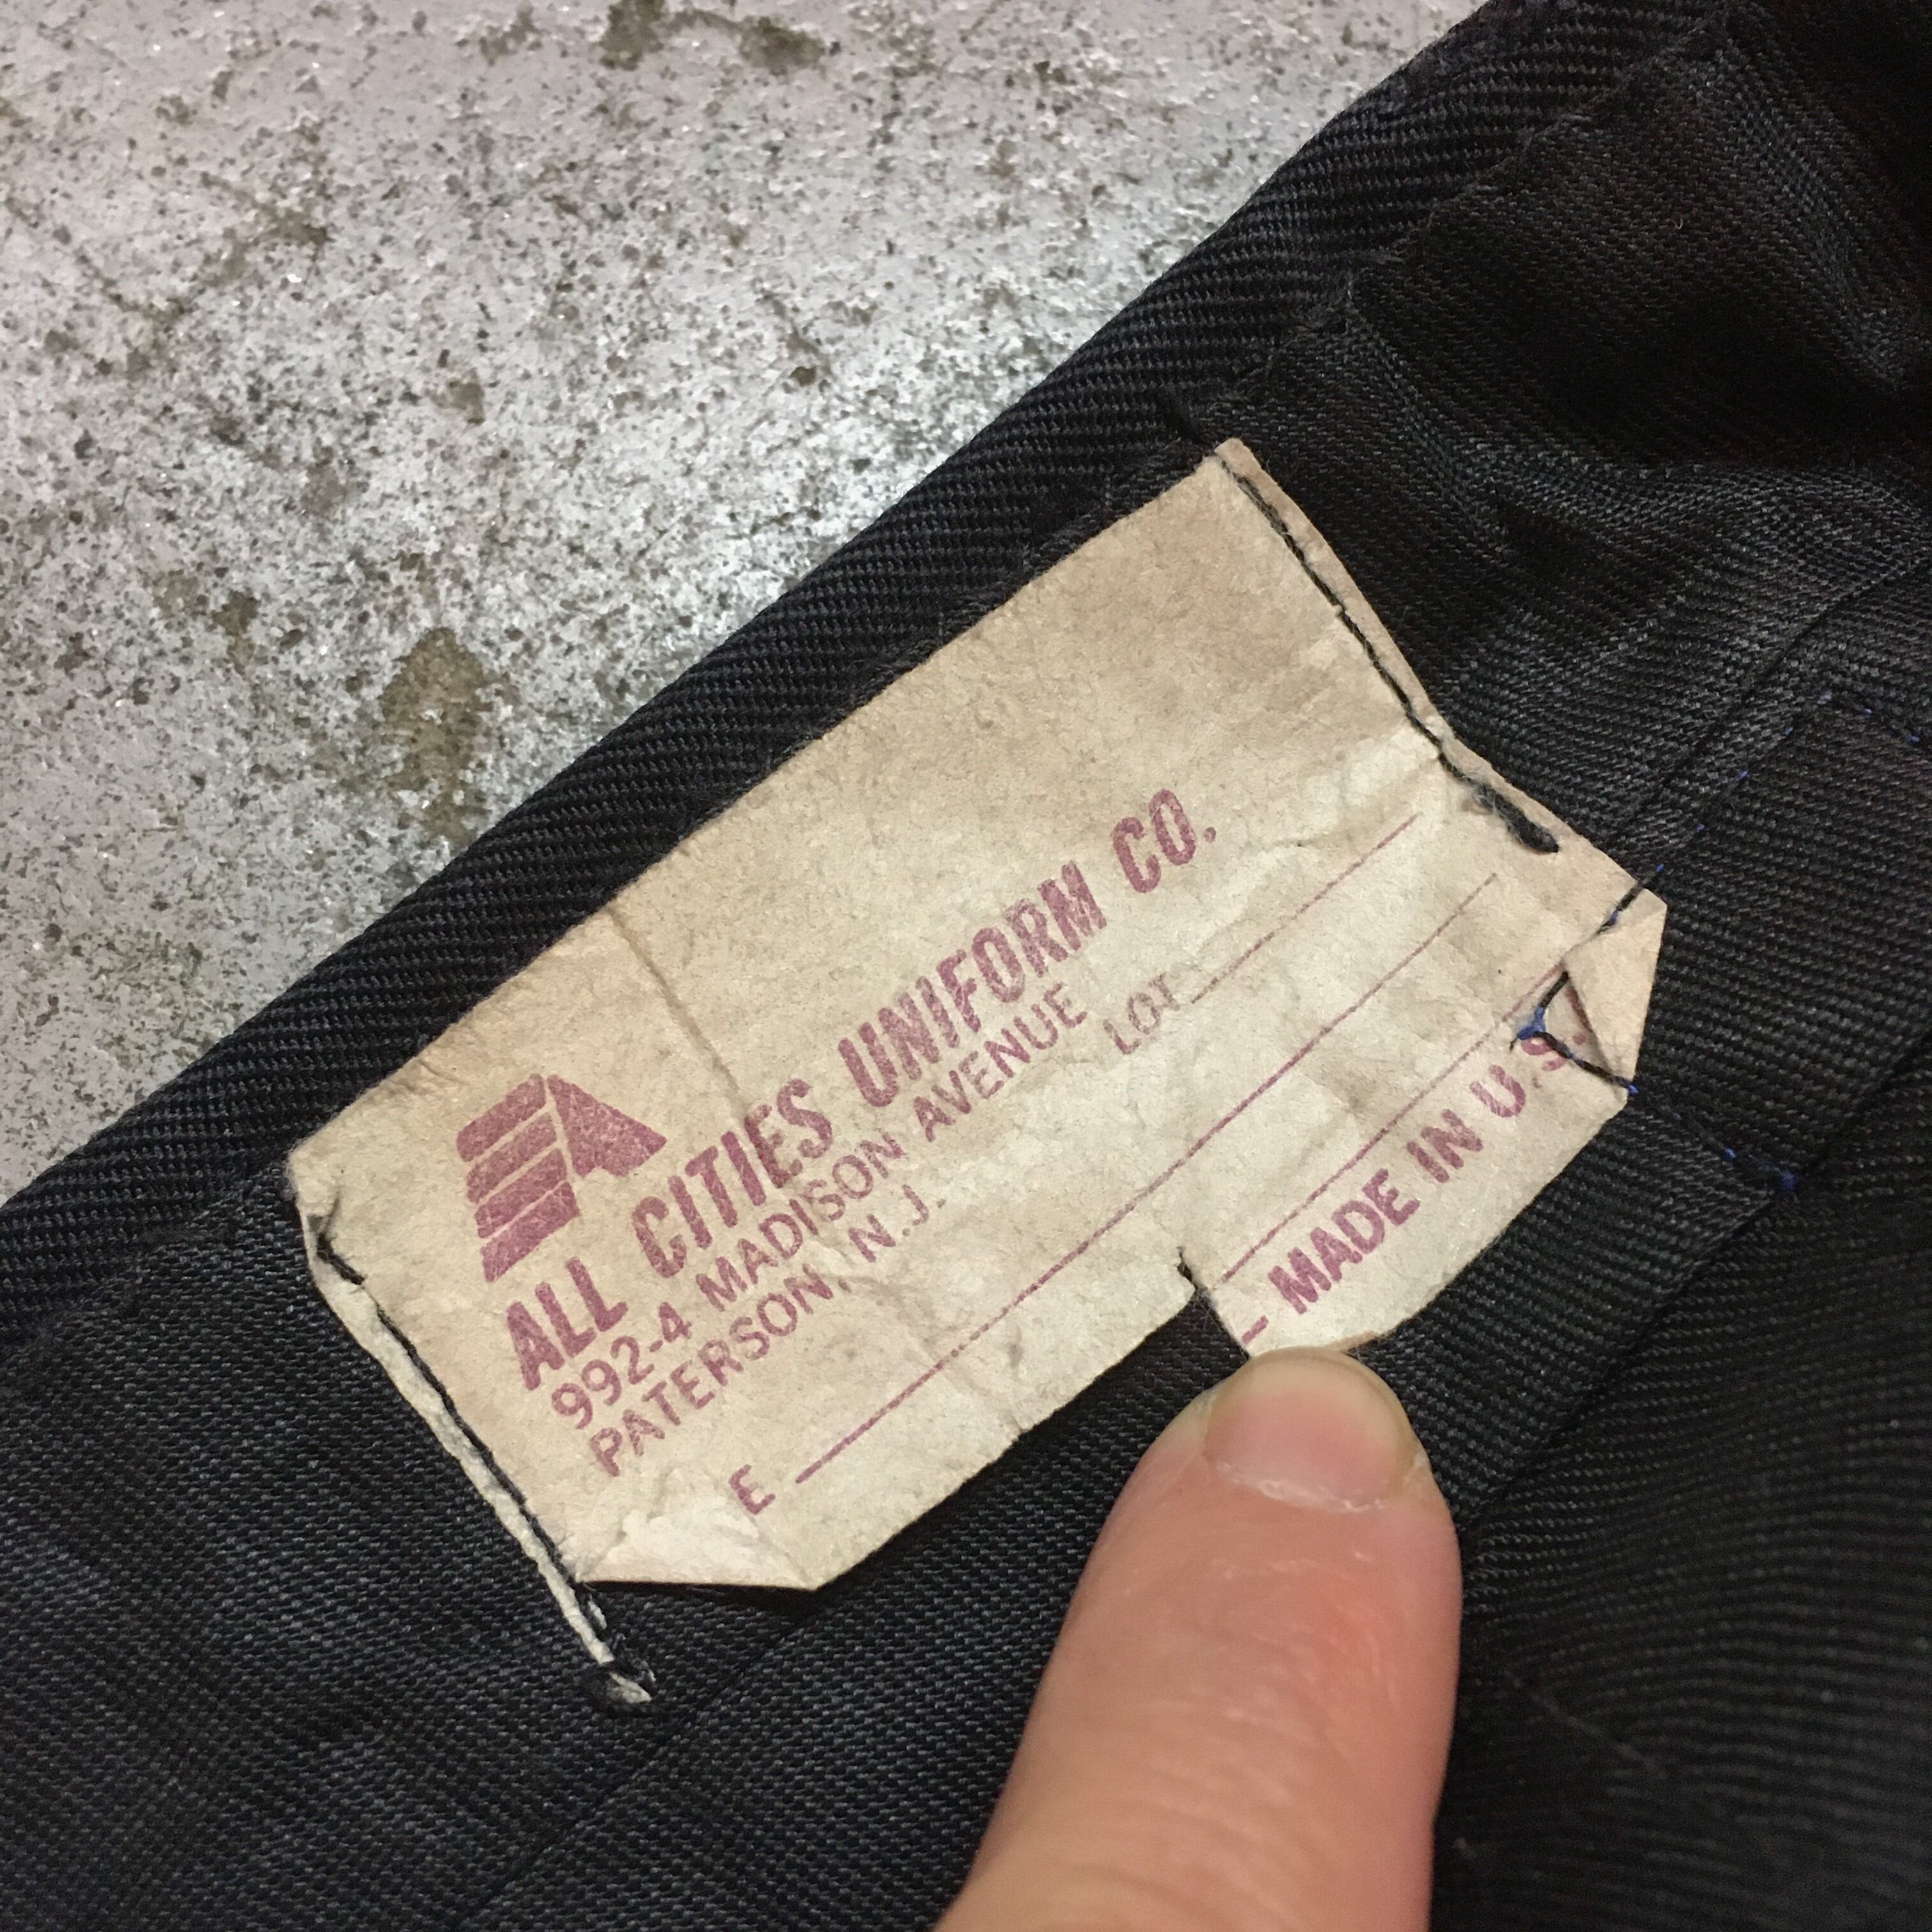 ALL CITIES UNIFORM CO.
992-4 MADISON AVENUE
PATERSON, N.J.
LOT
E
- MADE IN U.S.